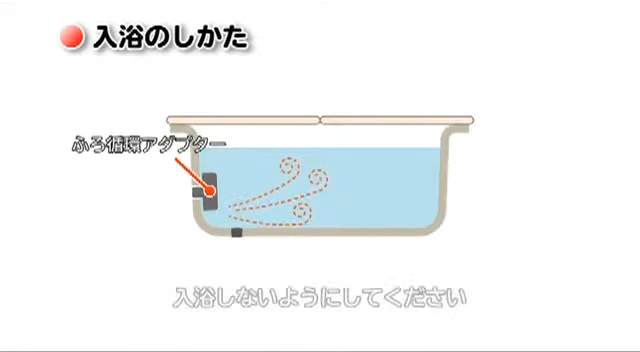 入浴のしかた
ふろ循環アダプター
入浴しないようにしてください